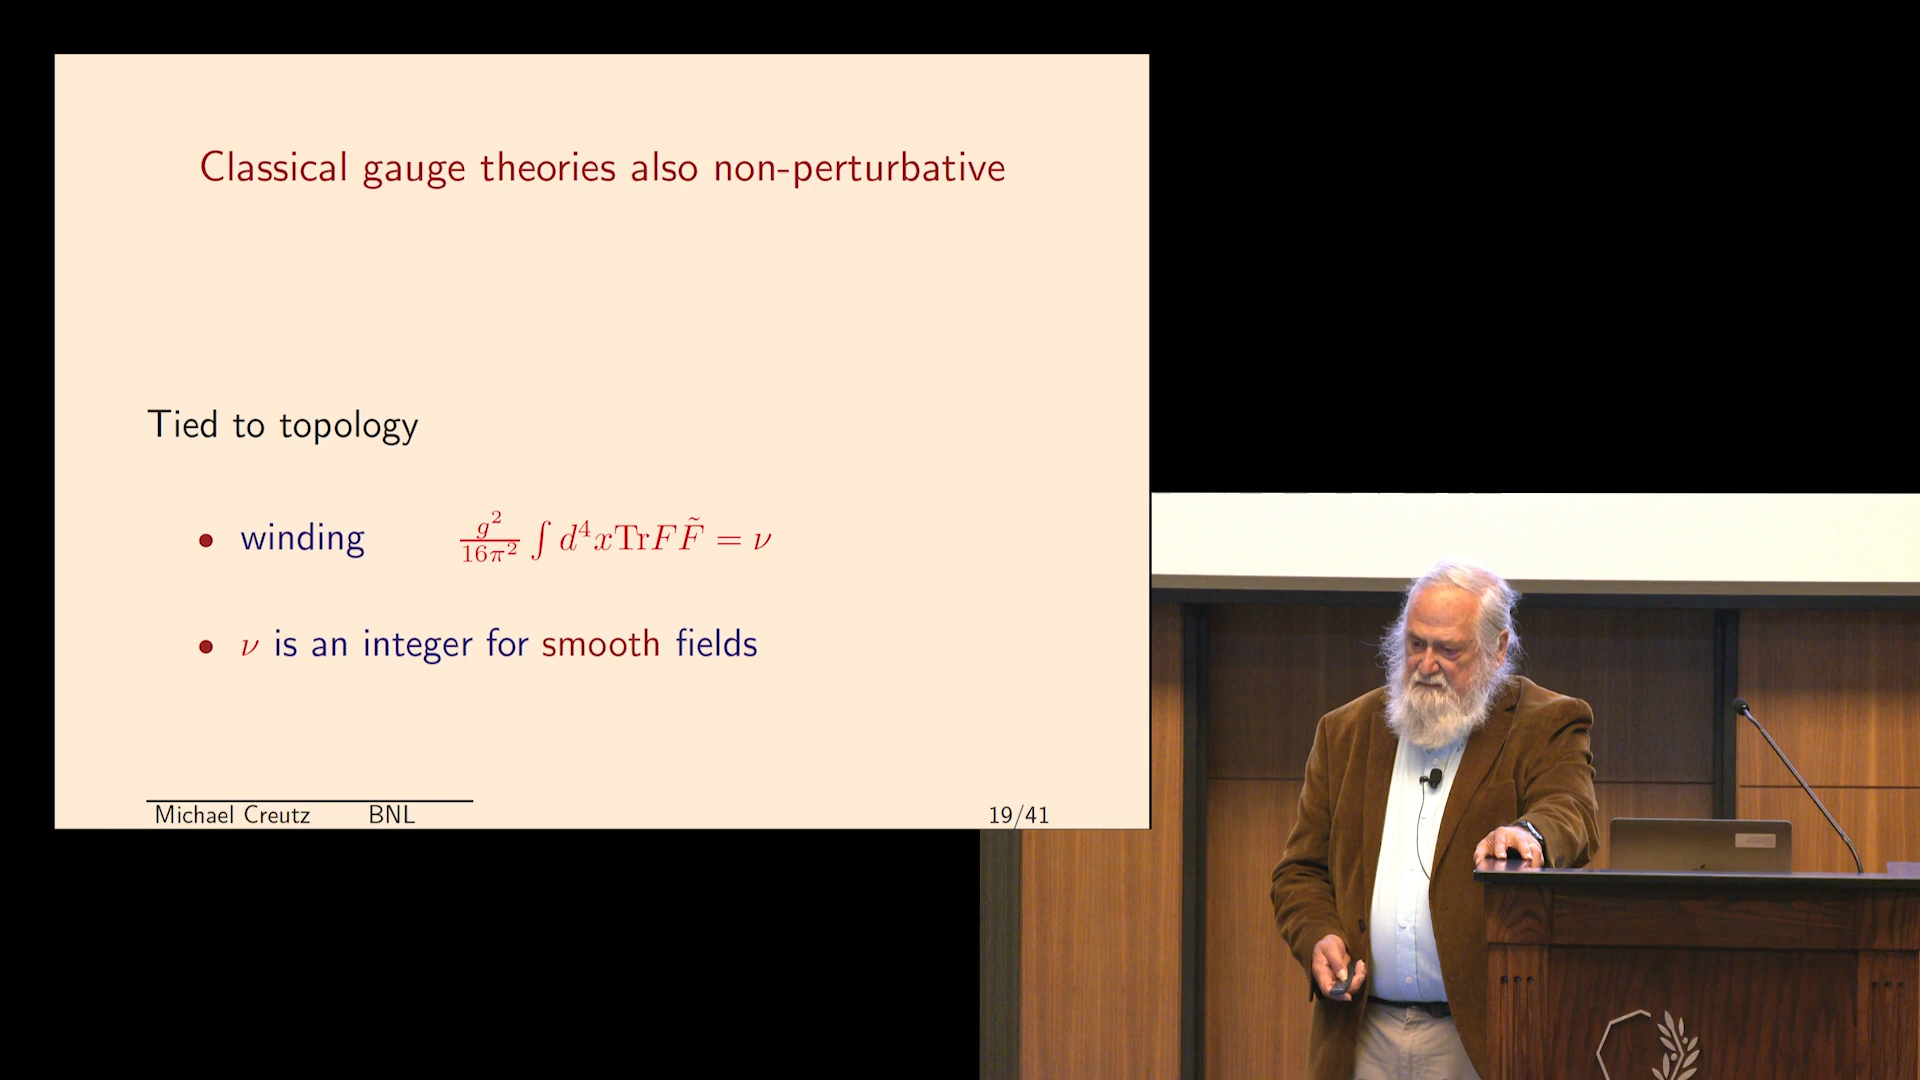 Classical gauge theories also non-perturbative
Tied to topology
• winding $\frac{g^2}{16\pi^2} \int d^4x \mathrm{Tr} F\tilde{F} = \nu$
• ν is an integer for smooth fields
Michael Creutz BNL 19/41